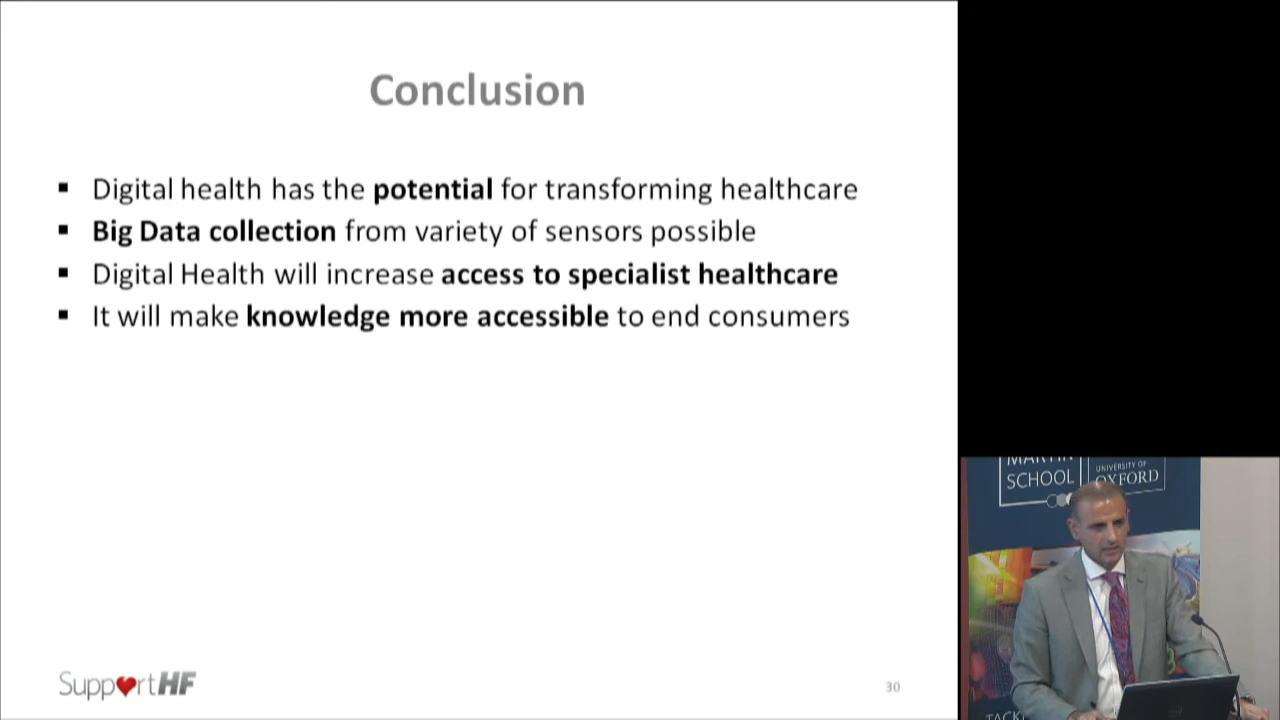 Conclusion
▪ Digital health has the potential for transforming healthcare
▪ Big Data collection from variety of sensors possible
▪ Digital Health will increase access to specialist healthcare
▪ It will make knowledge more accessible to end consumers
SupportHF
30
MARTIN
SCHOOL
UNIVERSITY OF
OXFORD